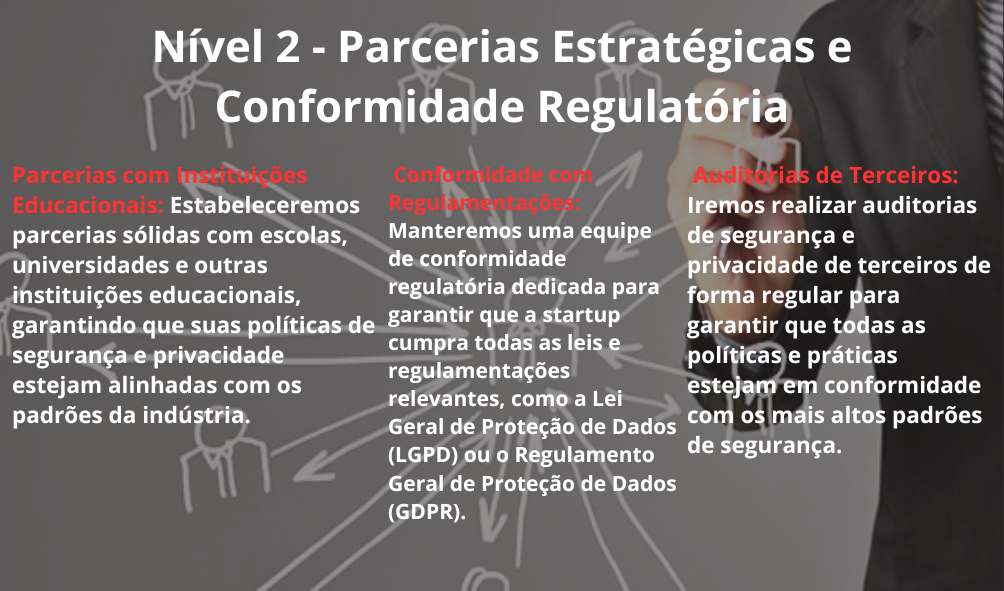 Nível 2 - Parcerias Estratégicas e
Conformidade Regulatória
Parcerias com Instituições
Educacionais: Estabeleceremos
parcerias sólidas com escolas,
universidades e outras
instituições educacionais,
garantindo que suas políticas de
segurança e privacidade
estejam alinhadas com os
padrões da indústria.
Conformidade com
Regulamentações:
Manteremos uma equipe
de conformidade
regulatória dedicada para
garantir que a startup
cumpra todas as leis e
regulamentações
relevantes, como a Lei
Geral de Proteção de Dados
(LGPD) ou o Regulamento
Geral de Proteção de Dados
(GDPR).
Auditorias de Terceiros:
Iremos realizar auditorias
de segurança e
privacidade de terceiros de
forma regular para
garantir que todas as
políticas e práticas
estejam em conformidade
com os mais altos padrões
de segurança.